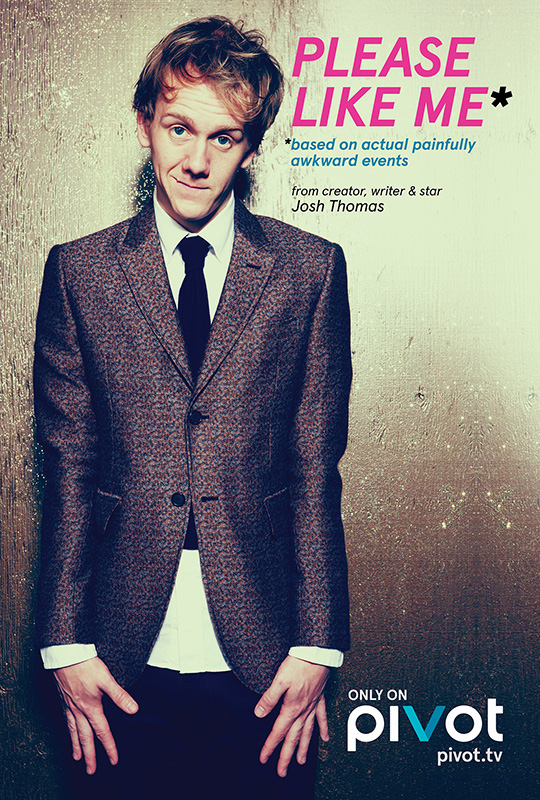 PLEASE
LIKE ME*
*based on actual painfully
awkward events
from creator, writer & star
Josh Thomas
ONLY ON
pivot
pivot.tv